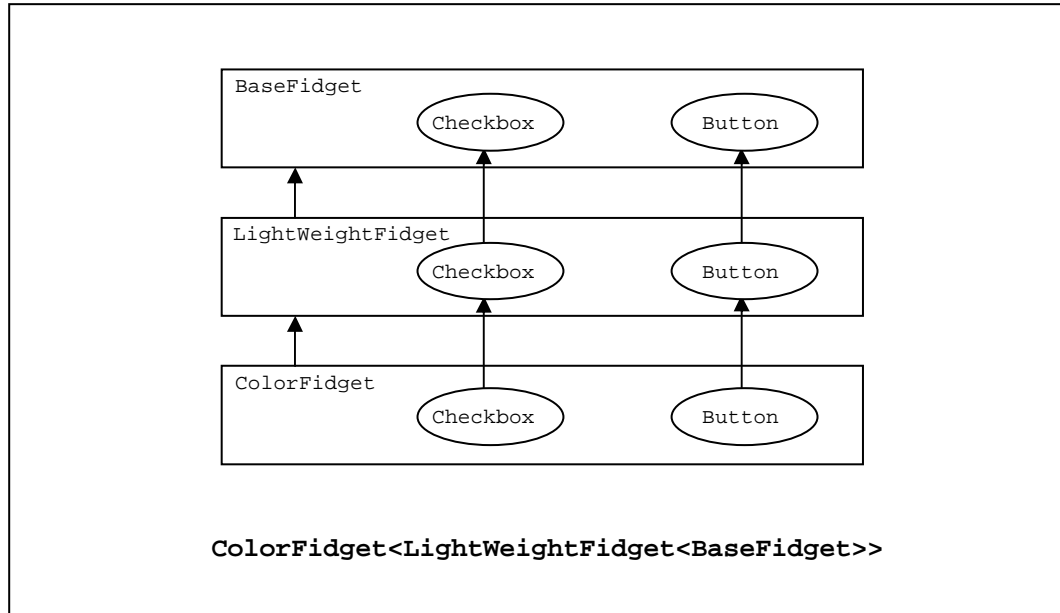 BaseFidget
Checkbox Button
LightWeightFidget
Checkbox Button
ColorFidget
Checkbox Button
ColorFidget<LightWeightFidget<BaseFidget>>